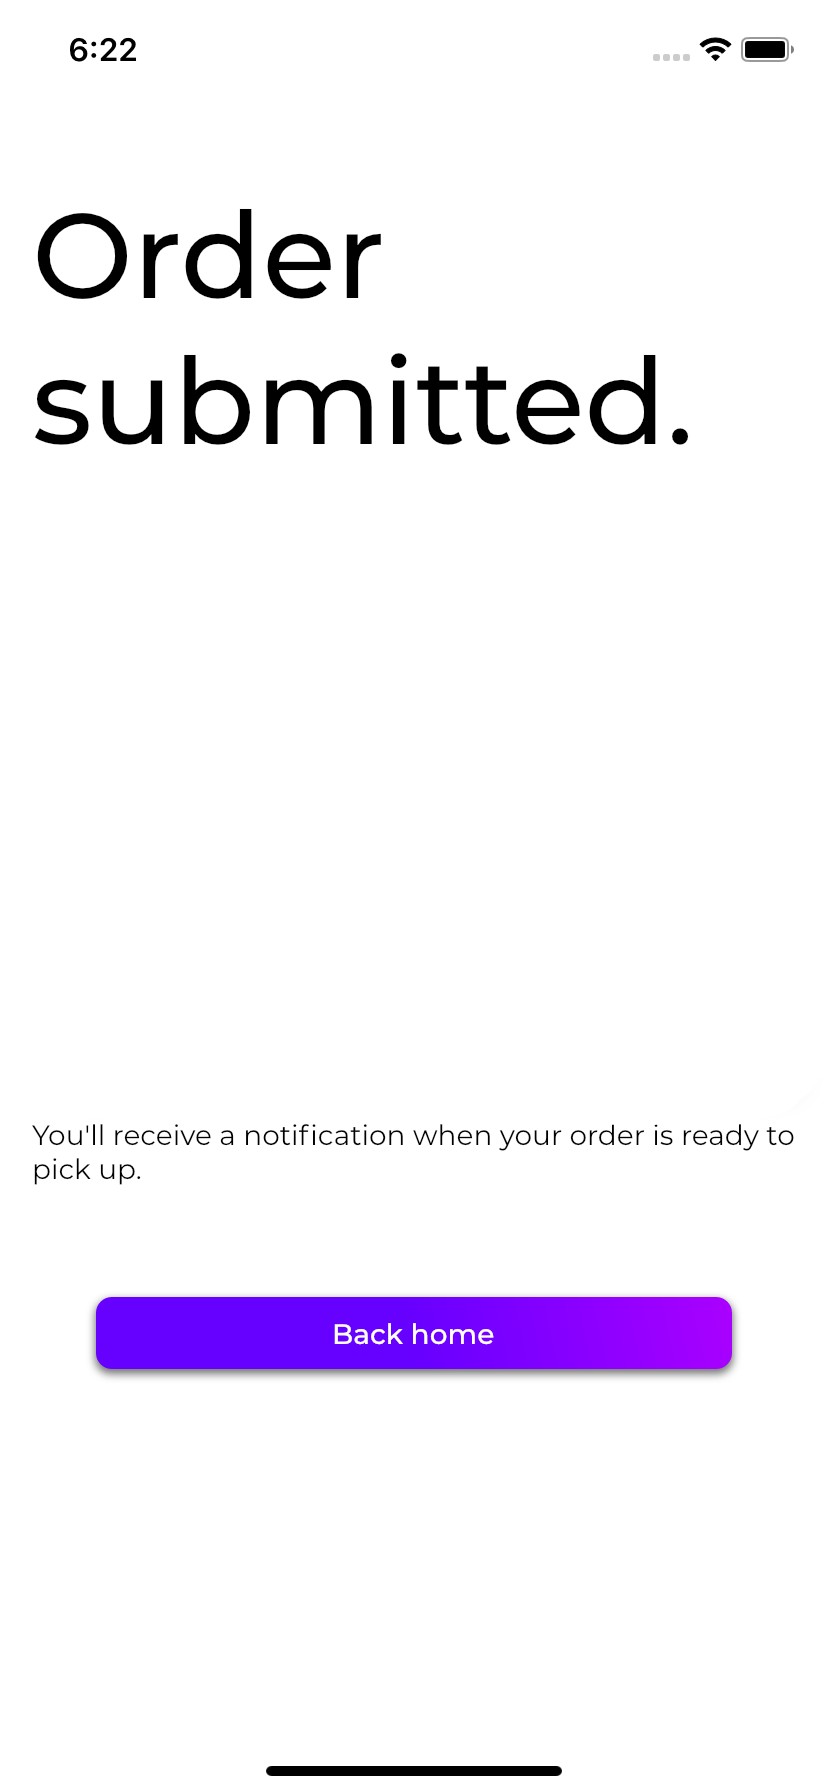 6:22
Order
submitted.
You'll receive a notification when your order is ready to
pick up.
Back home